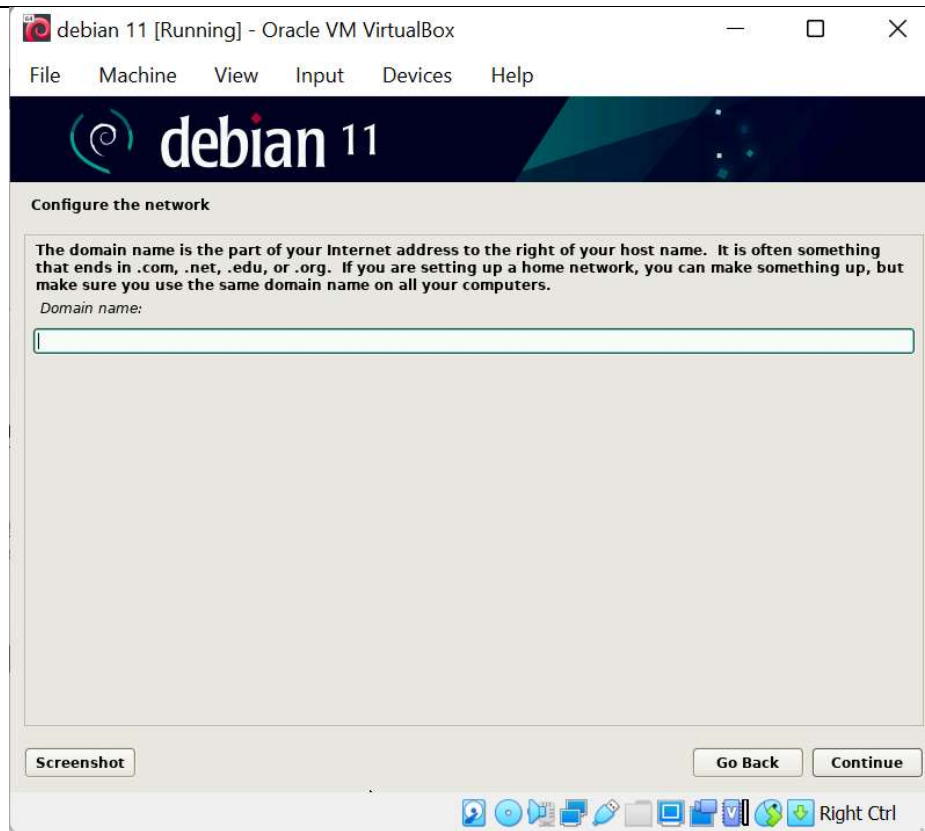 debian 11 [Running] - Oracle VM VirtualBox
File Machine View Input Devices Help
debian 11
Configure the network
The domain name is the part of your Internet address to the right of your host name. It is often something
that ends in .com, .net, .edu, or .org. If you are setting up a home network, you can make something up, but
make sure you use the same domain name on all your computers.
Domain name:
Screenshot Go Back Continue
Right Ctrl